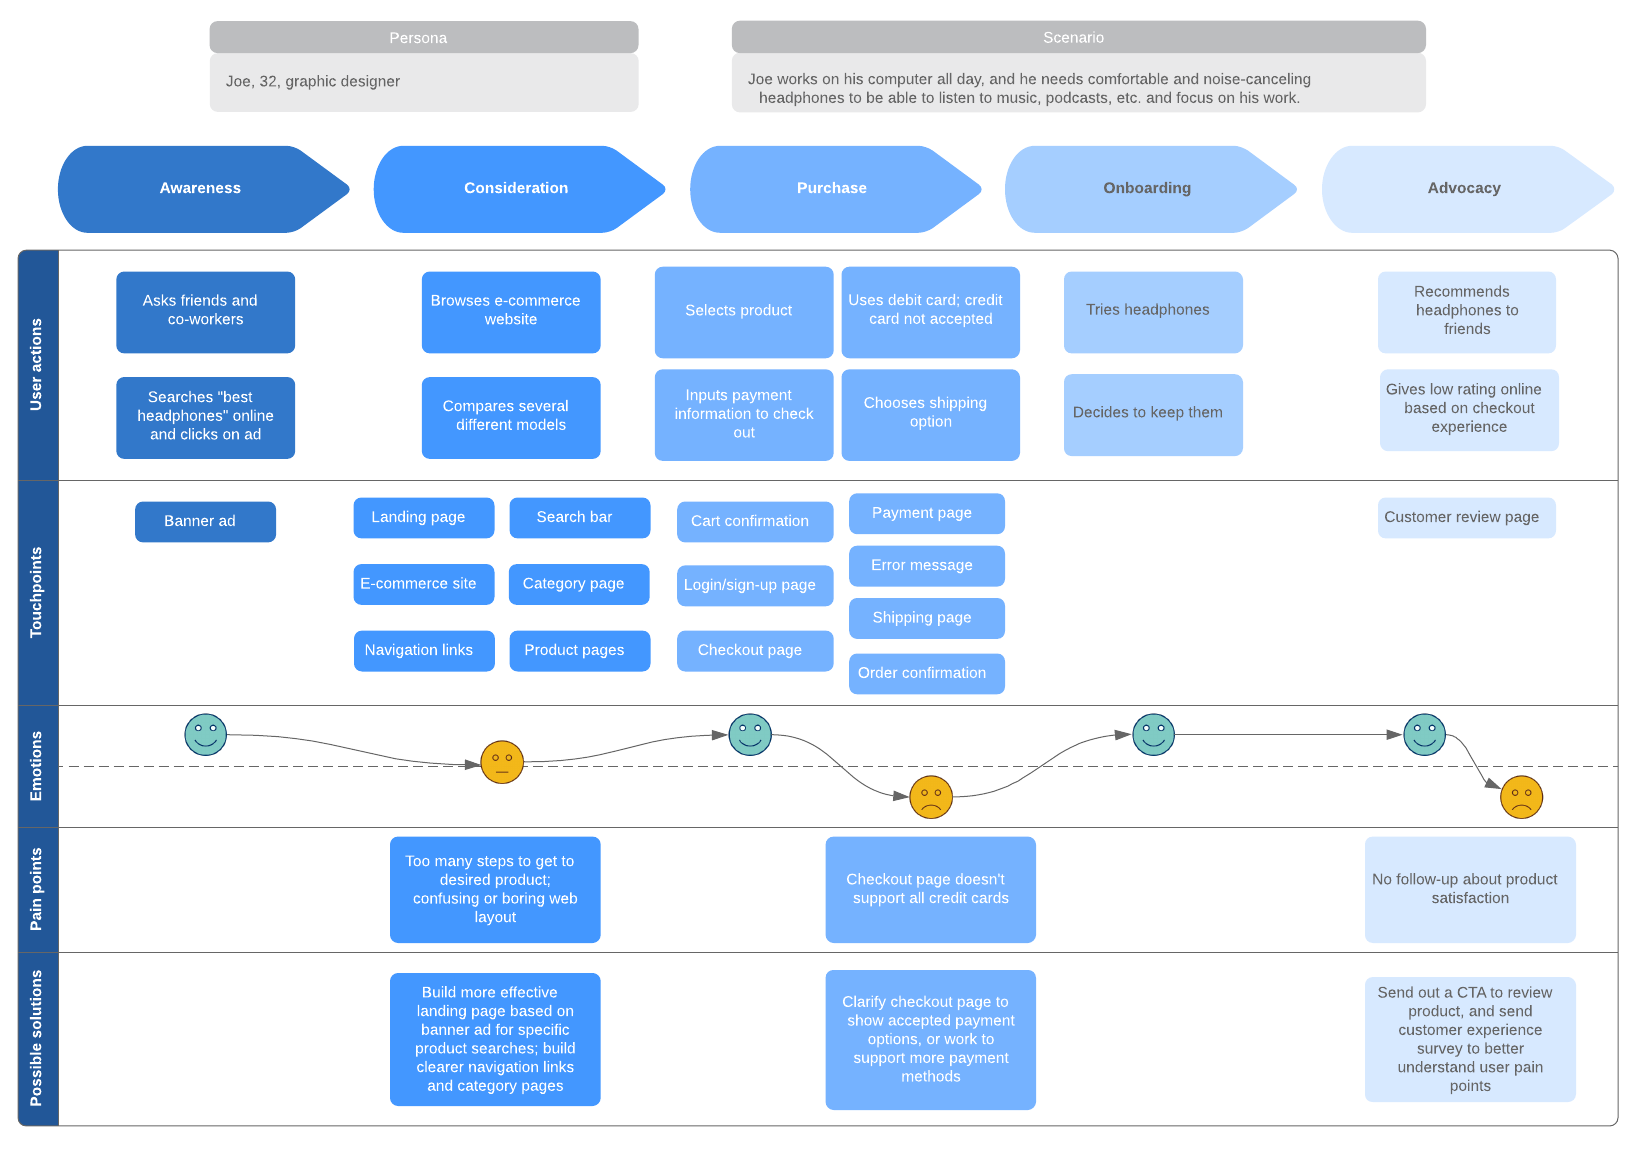 Persona
Joe, 32, graphic designer
Scenario
Joe works on his computer all day, and he needs comfortable and noise-canceling
headphones to be able to listen to music, podcasts, etc. and focus on his work.
Awareness
Consideration
Purchase
Onboarding
Advocacy
User actions
Asks friends and
co-workers
Searches "best
headphones" online
and clicks on ad
Browses e-commerce
website
Compares several
different models
Selects product
Uses debit card; credit
card not accepted
Inputs payment
information to check
out
Chooses shipping
option
Tries headphones
Decides to keep them
Recommends
headphones to
friends
Gives low rating online
based on checkout
experience
Touchpoints
Banner ad
Landing page
Search bar
E-commerce site
Category page
Navigation links
Product pages
Cart confirmation
Login/sign-up page
Checkout page
Payment page
Error message
Shipping page
Order confirmation
Customer review page
Emotions
Pain points
Too many steps to get to
desired product;
confusing or boring web
layout
Checkout page doesn't
support all credit cards
No follow-up about product
satisfaction
Possible solutions
Build more effective
landing page based on
banner ad for specific
product searches; build
clearer navigation links
and category pages
Clarify checkout page to
show accepted payment
options, or work to
support more payment
methods
Send out a CTA to review
product, and send
customer experience
survey to better
understand user pain
points